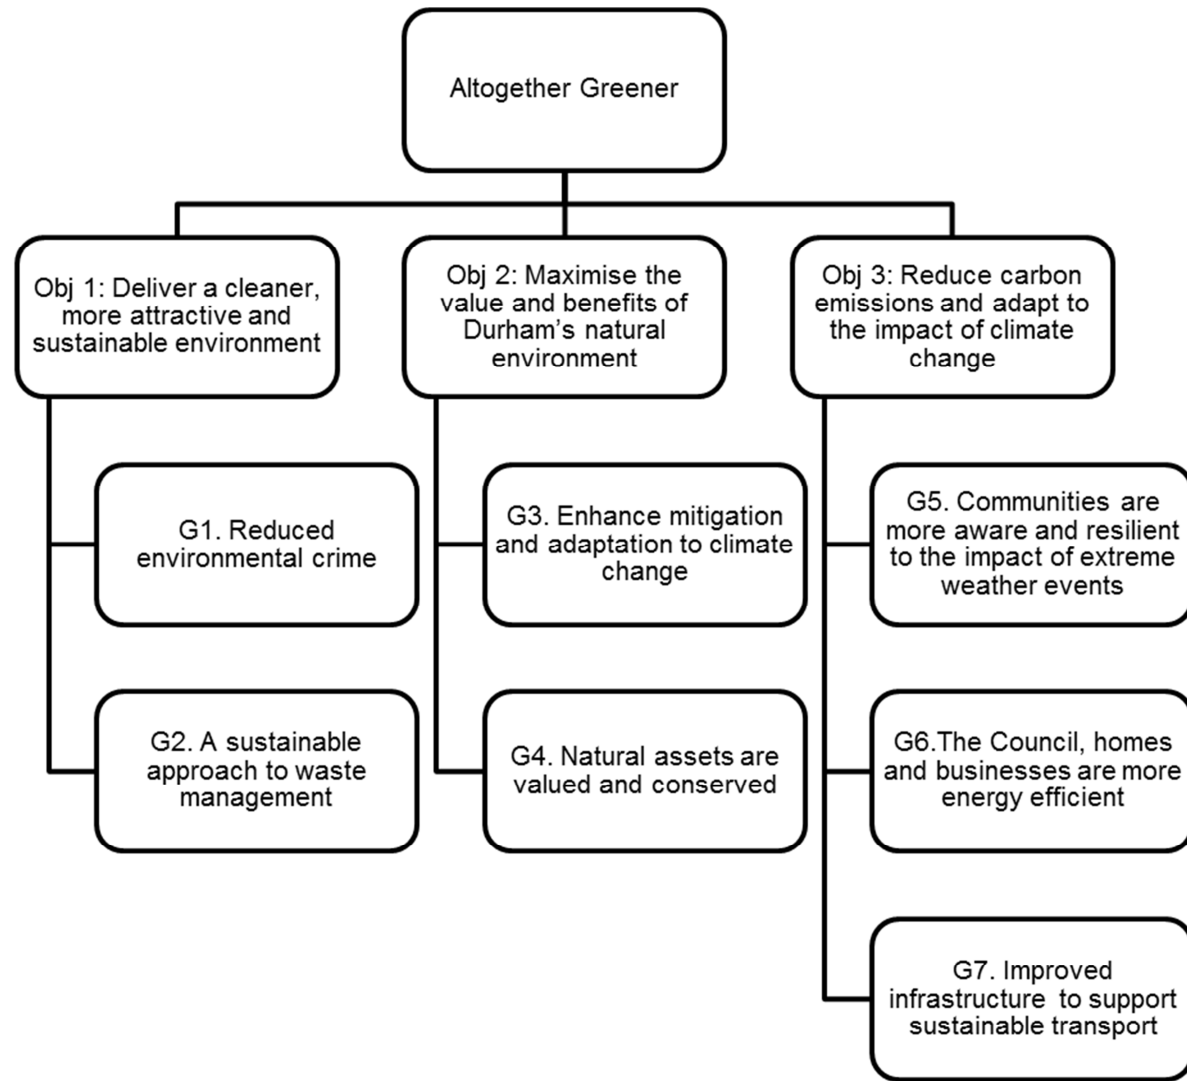 Altogether Greener
Obj 1: Deliver a cleaner,
more attractive and
sustainable environment
Obj 2: Maximise the
value and benefits of
Durham’s natural
environment
Obj 3: Reduce carbon
emissions and adapt to
the impact of climate
change
G1. Reduced
environmental crime
G2. A sustainable
approach to waste
management
G3. Enhance mitigation
and adaptation to climate
change
G4. Natural assets are
valued and conserved
G5. Communities are
more aware and resilient
to the impact of extreme
weather events
G6.The Council, homes
and businesses are more
energy efficient
G7. Improved
infrastructure to support
sustainable transport